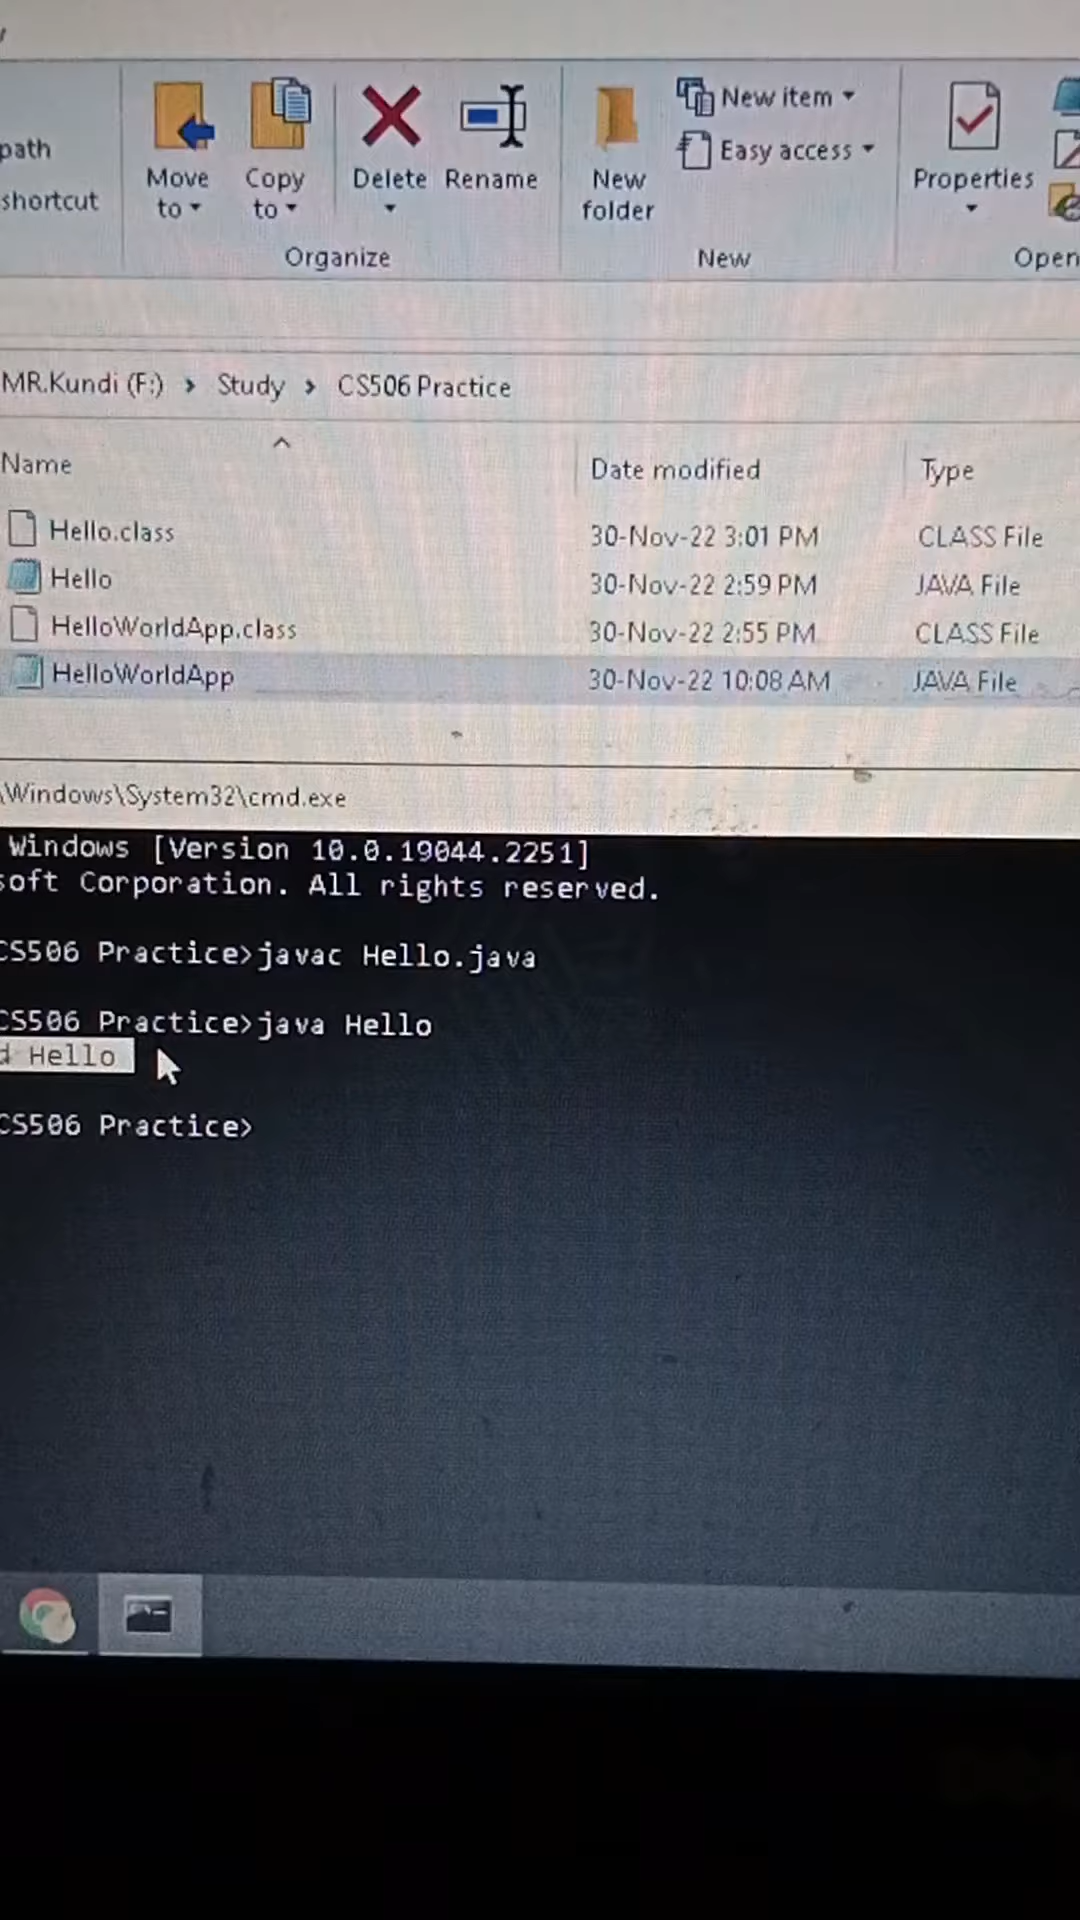 path
shortcut
Move to
Copy to
Delete
Rename
Organize
New folder
New item
Easy access
New
Properties
Open
MR.Kundi (F:) > Study > CS506 Practice
Name Date modified Type
Hello.class 30-Nov-22 3:01 PM CLASS File
Hello 30-Nov-22 2:59 PM JAVA File
HelloWorldApp.class 30-Nov-22 2:55 PM CLASS File
HelloWorldApp 30-Nov-22 10:08 AM JAVA File
\Windows\System32\cmd.exe
Windows [Version 10.0.19044.2251]
soft Corporation. All rights reserved.
CS506 Practice>javac Hello.java
CS506 Practice>java Hello
d Hello
CS506 Practice>